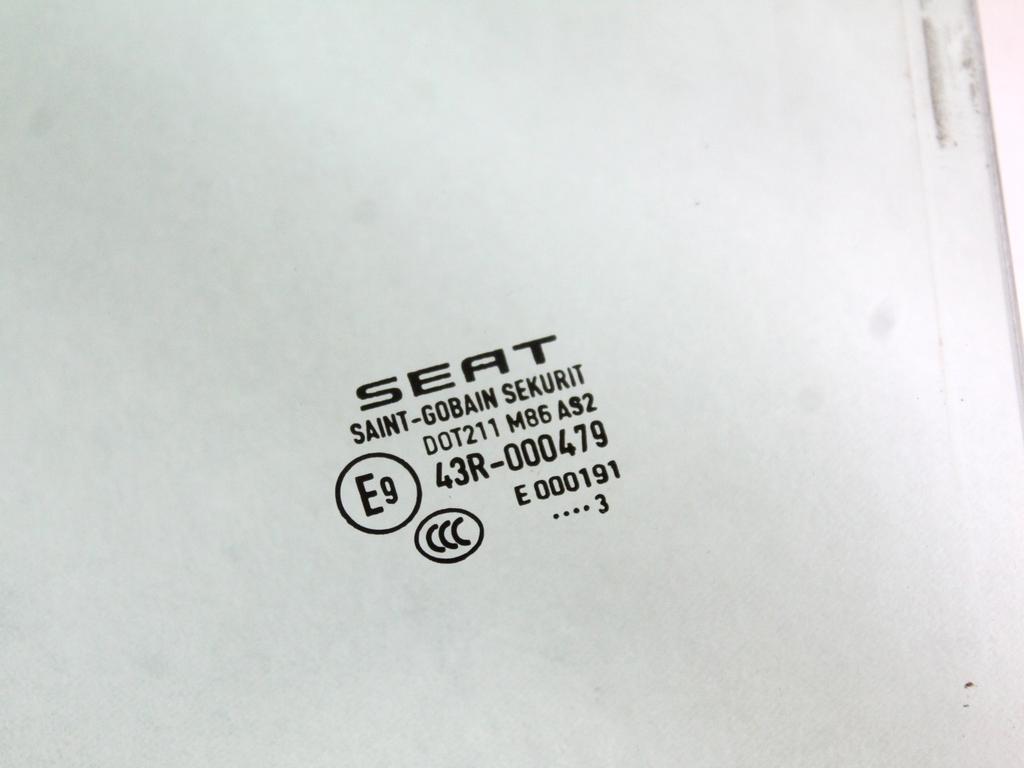 SEAT
SAINT-GOBAIN SEKURIT
DOT211 M86 AS2
E9 43R-000479
CCC E 000191
.... 3